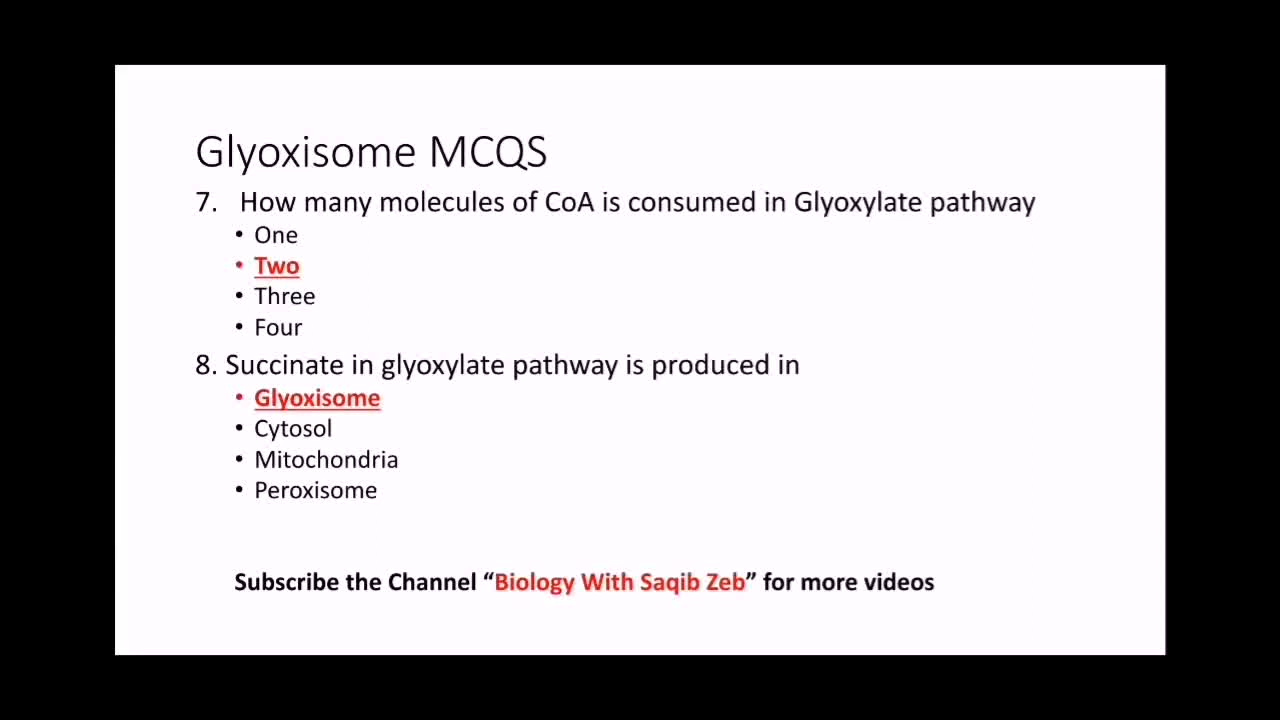 Glyoxisome MCQS
7. How many molecules of CoA is consumed in Glyoxylate pathway
• One
• Two
• Three
• Four
8. Succinate in glyoxylate pathway is produced in
• Glyoxisome
• Cytosol
• Mitochondria
• Peroxisome
Subscribe the Channel “Biology With Saqib Zeb” for more videos